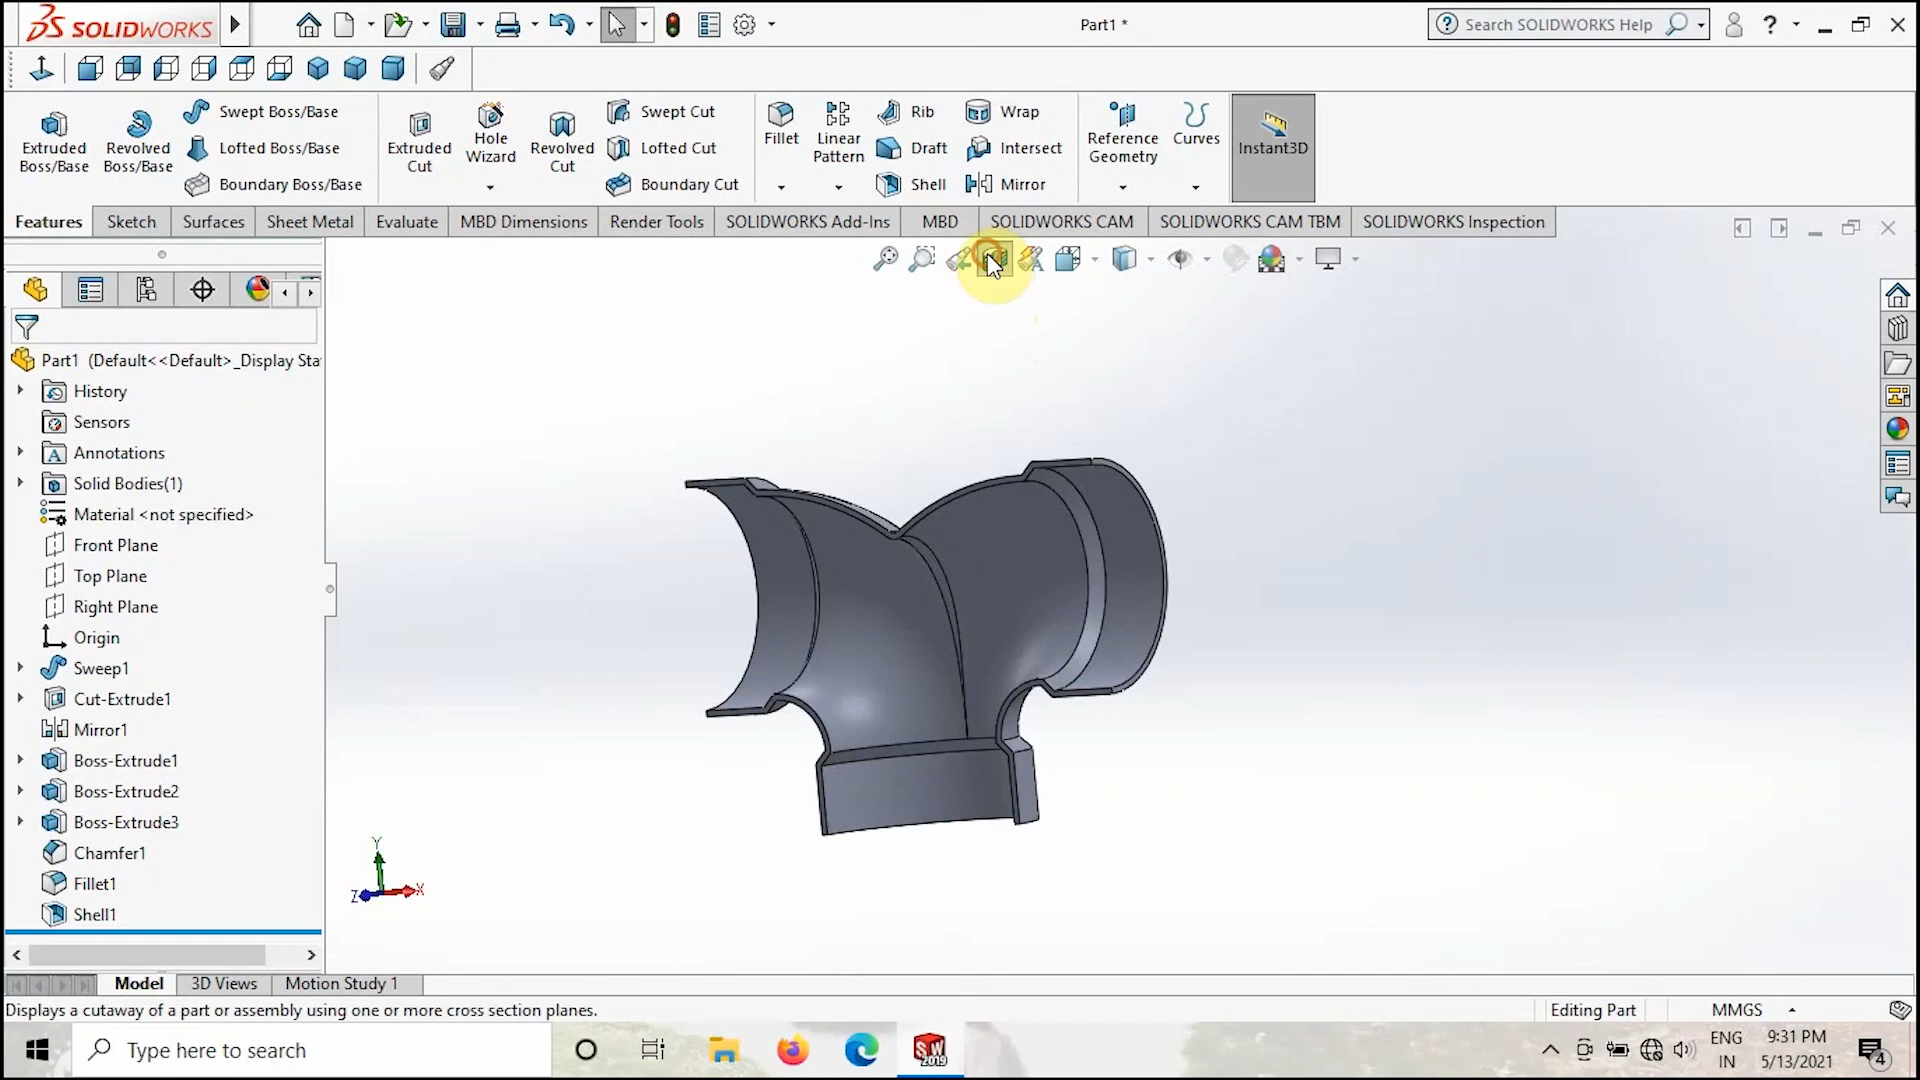 SOLIDWORKS
Part1 *
Search SOLIDWORKS Help
Extruded Boss/Base
Revolved Boss/Base
Swept Boss/Base
Lofted Boss/Base
Boundary Boss/Base
Extruded Cut
Hole Wizard
Revolved Cut
Swept Cut
Lofted Cut
Boundary Cut
Fillet
Linear Pattern
Rib
Draft
Shell
Wrap
Intersect
Mirror
Reference Geometry
Curves
Instant3D
Features
Sketch
Surfaces
Sheet Metal
Evaluate
MBD Dimensions
Render Tools
SOLIDWORKS Add-Ins
MBD
SOLIDWORKS CAM
SOLIDWORKS CAM TBM
SOLIDWORKS Inspection
Part1 (Default<<Default>_Display Sta
History
Sensors
Annotations
Solid Bodies(1)
Material <not specified>
Front Plane
Top Plane
Right Plane
Origin
Sweep1
Cut-Extrude1
Mirror1
Boss-Extrude1
Boss-Extrude2
Boss-Extrude3
Chamfer1
Fillet1
Shell1
Y
Z
X
Model
3D Views
Motion Study 1
Displays a cutaway of a part or assembly using one or more cross section planes.
Editing Part
MMGS
Type here to search
SW
2019
ENG
IN
9:31 PM
5/13/2021
4